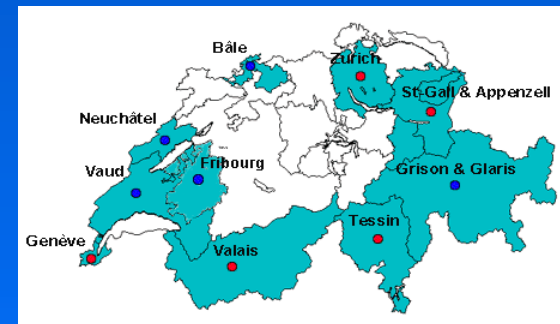 Bâle
Zurich
St-Gall & Appenzell
Neuchâtel
Fribourg
Vaud
Grison & Glaris
Tessin
Genève
Valais